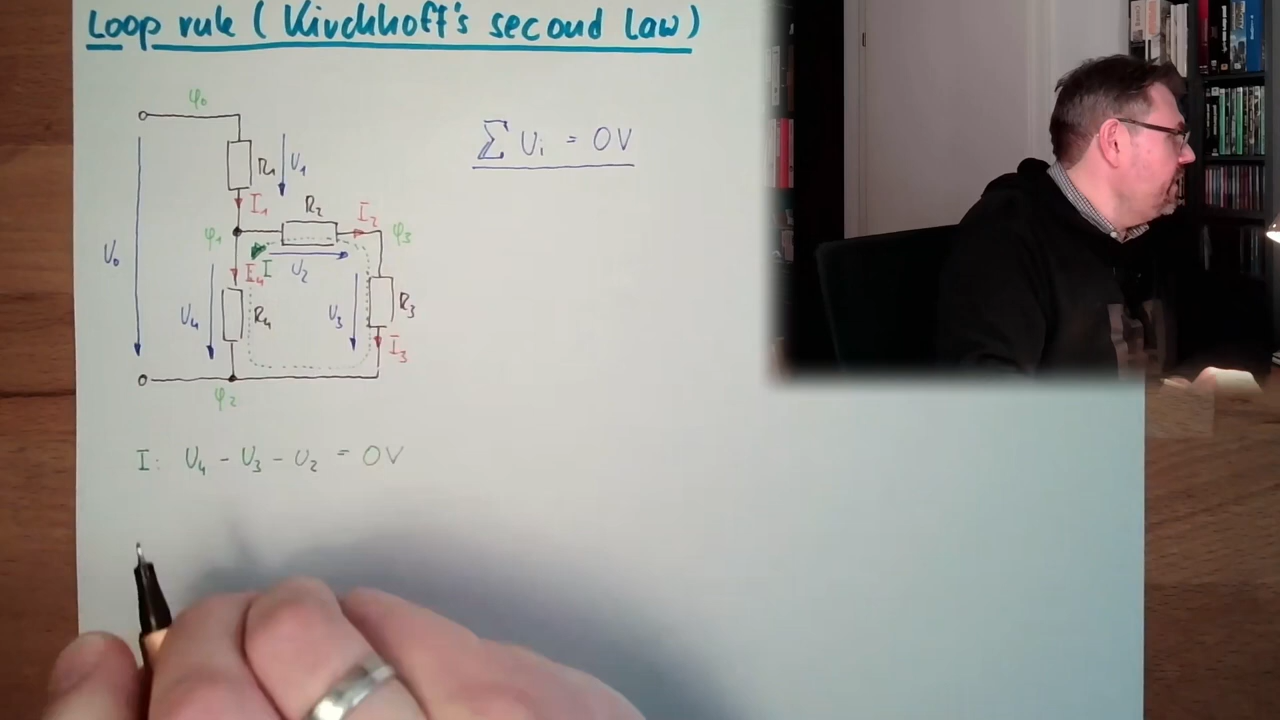 Loop rule (Kirchhoff's second law)
φ₀
∑ Uᵢ = 0V
R₁
U₁
I₁
R₂
I₂
φ₁
φ₃
U₀
I
I₄
U₂
U₄
R₄
U₃
R₃
I₃
φ₂
I: U₄ - U₃ - U₂ = 0V